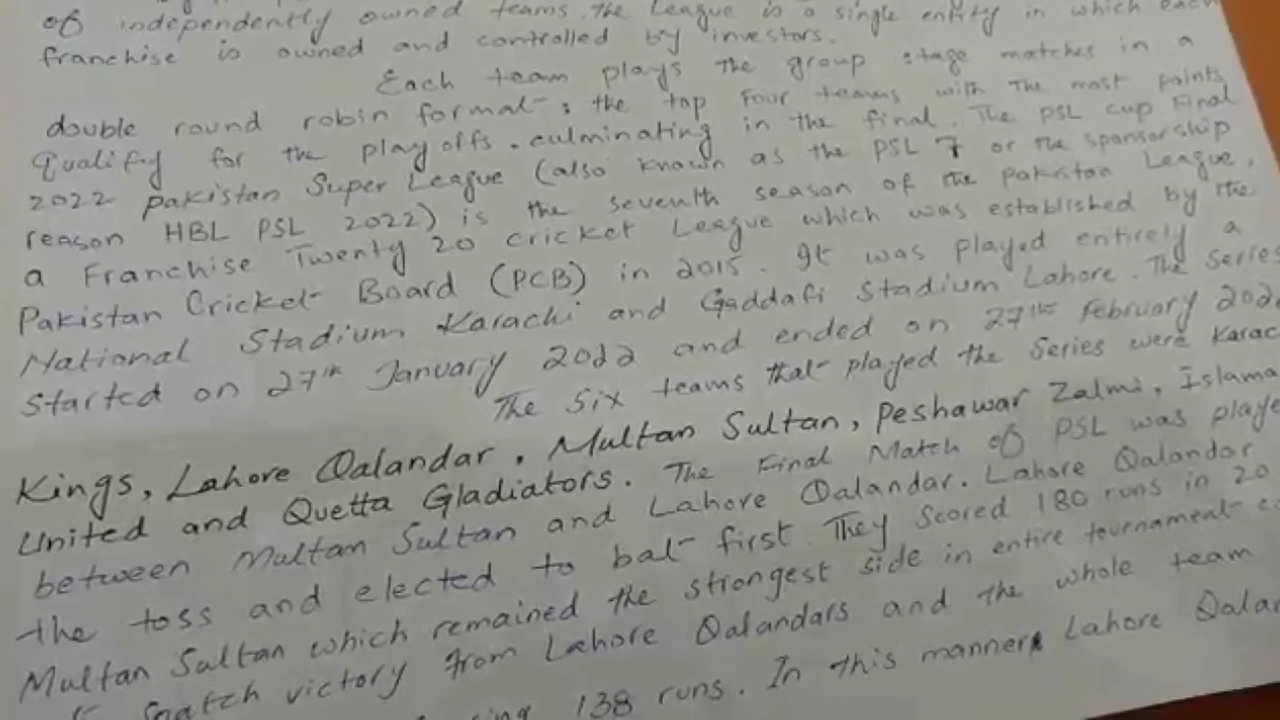 of independently owned teams, the League is a single entity in which each
franchise is owned and controlled by investors.
Each team plays the group stage matches in a
double round robin format; the top four teams with the most points
qualify for the playoffs. culminating in the final. The PSL cup Final
2022 pakistan Super League (also known as the PSL 7 or the sponsorship
reason HBL PSL 2022) is the seventh season of the pakistan League,
a Franchise Twenty 20 cricket League which was established by the
Pakistan Cricket Board (PCB) in 2015. It was played entirely a
National Stadium Karachi and Gaddafi Stadium Lahore. The Series
started on 27th January 2022 and ended on 27th February 202
The six teams that played the Series were Karac
Kings, Lahore Qalandar, Multan Sultan, Peshawar Zalmi, Islama
United and Quetta Gladiators. The Final Match of PSL was playe
between Multan Sultan and Lahore Qalandar. Lahore Qalandar
the toss and elected to bat first. They Scored 180 runs in 20
Multan Sultan which remained the strongest side in entire tournament c
snatch victory from Lahore Qalandars and the whole team
138 runs. In this manner, Lahore Qalan